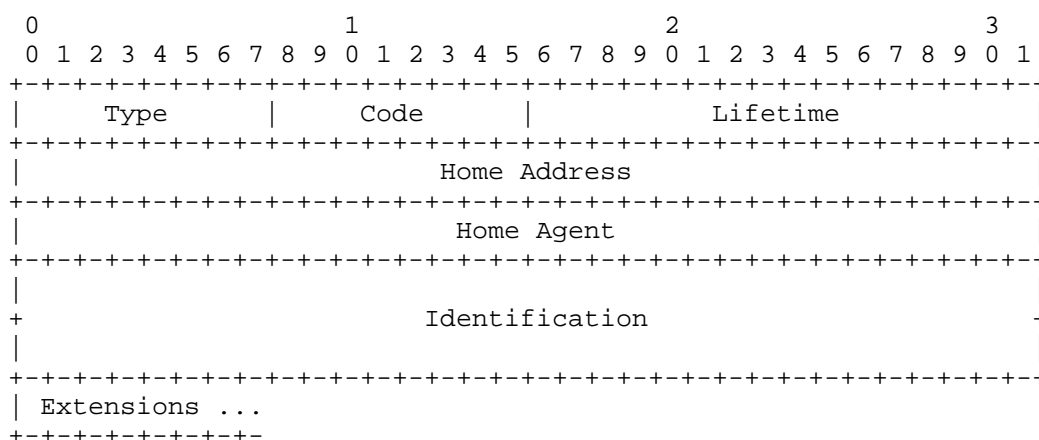 0                   1                   2                   3
0 1 2 3 4 5 6 7 8 9 0 1 2 3 4 5 6 7 8 9 0 1 2 3 4 5 6 7 8 9 0 1
+-+-+-+-+-+-+-+-+-+-+-+-+-+-+-+-+-+-+-+-+-+-+-+-+-+-+-+-+-+-+-+--
|     Type      |     Code      |           Lifetime            |
+-+-+-+-+-+-+-+-+-+-+-+-+-+-+-+-+-+-+-+-+-+-+-+-+-+-+-+-+-+-+-+--
|                          Home Address                         |
+-+-+-+-+-+-+-+-+-+-+-+-+-+-+-+-+-+-+-+-+-+-+-+-+-+-+-+-+-+-+-+--
|                           Home Agent                          |
+-+-+-+-+-+-+-+-+-+-+-+-+-+-+-+-+-+-+-+-+-+-+-+-+-+-+-+-+-+-+-+--
|                                                               |
+                         Identification                        -
|                                                               |
+-+-+-+-+-+-+-+-+-+-+-+-+-+-+-+-+-+-+-+-+-+-+-+-+-+-+-+-+-+-+-+--
| Extensions ...
+-+-+-+-+-+-+-+-